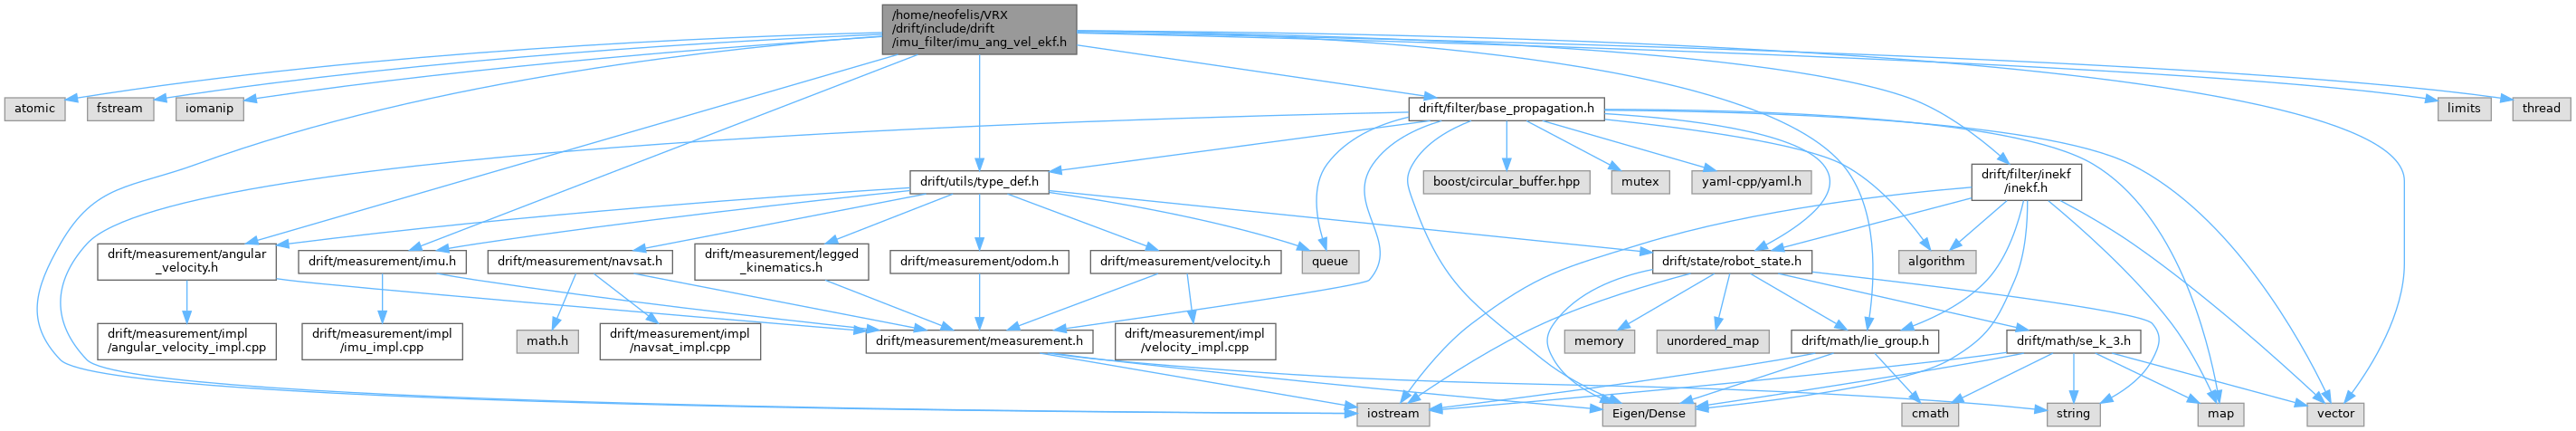 /home/neofelis/VRX
/drift/include/drift
/imu_filter/imu_ang_vel_ekf.h
atomic
fstream
iomanip
drift/filter/base_propagation.h
limits
thread
drift/utils/type_def.h
boost/circular_buffer.hpp
mutex
yaml-cpp/yaml.h
drift/filter/inekf
/inekf.h
drift/measurement/angular
_velocity.h
drift/measurement/imu.h
drift/measurement/navsat.h
drift/measurement/legged
_kinematics.h
drift/measurement/odom.h
drift/measurement/velocity.h
queue
drift/state/robot_state.h
algorithm
drift/measurement/impl
/angular_velocity_impl.cpp
drift/measurement/impl
/imu_impl.cpp
math.h
drift/measurement/impl
/navsat_impl.cpp
drift/measurement/measurement.h
drift/measurement/impl
/velocity_impl.cpp
memory
unordered_map
drift/math/lie_group.h
drift/math/se_k_3.h
iostream
Eigen/Dense
cmath
string
map
vector